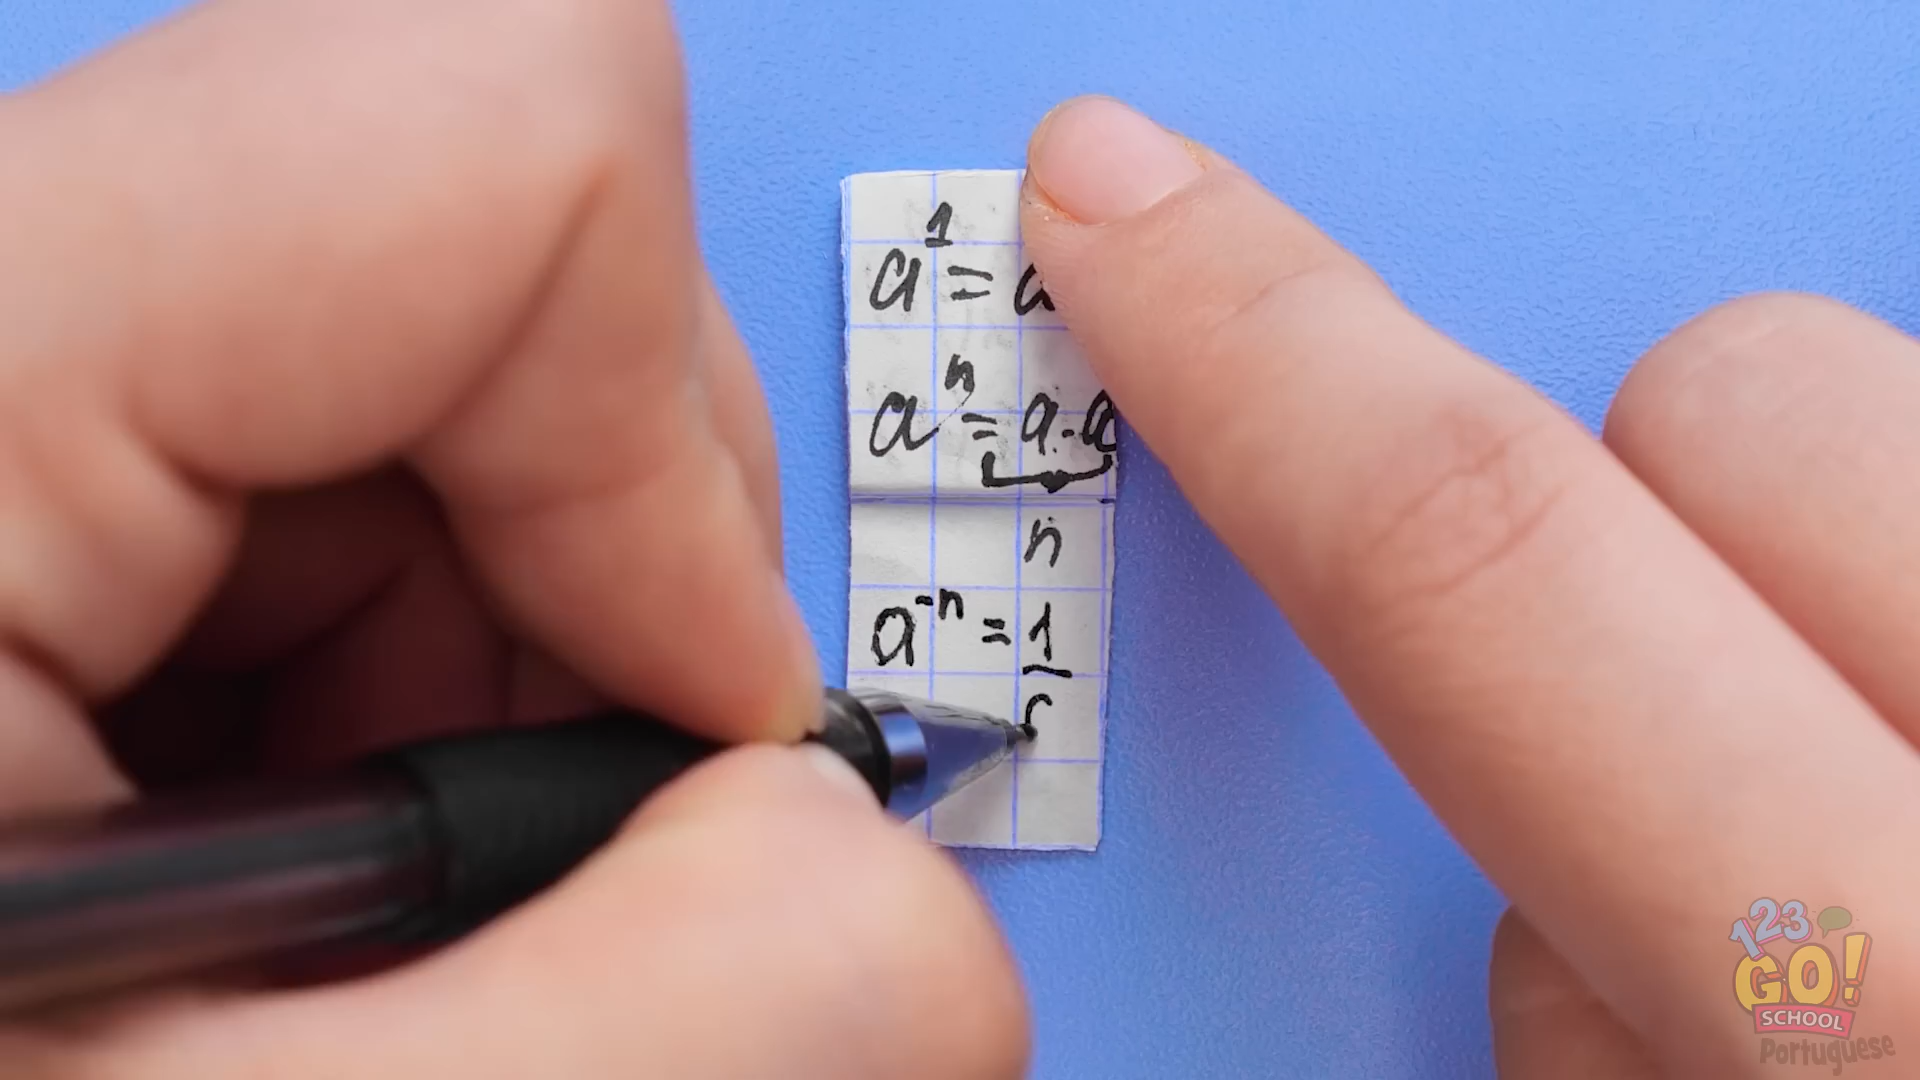 a¹ = a
aⁿ = a·a
n
a⁻ⁿ = 1
123
GO!
SCHOOL
Portuguese